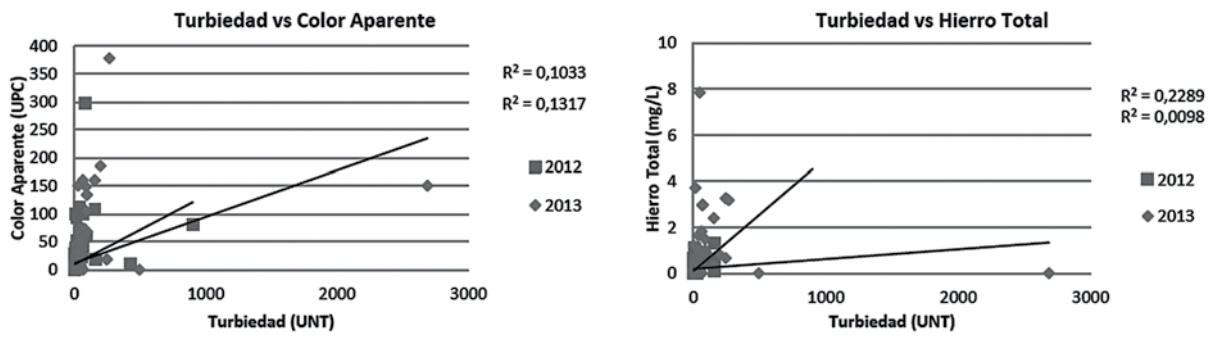 Turbiedad vs Color Aparente
Color Aparente (UPC)
400
350
300
250
200
150
100
50
0
0 1000 2000 3000
Turbiedad (UNT)
R² = 0,1033
R² = 0,1317
2012
2013
Turbiedad vs Hierro Total
Hierro Total (mg/L)
10
8
6
4
2
0
0 1000 2000 3000
Turbiedad (UNT)
R² = 0,2289
R² = 0,0098
2012
2013